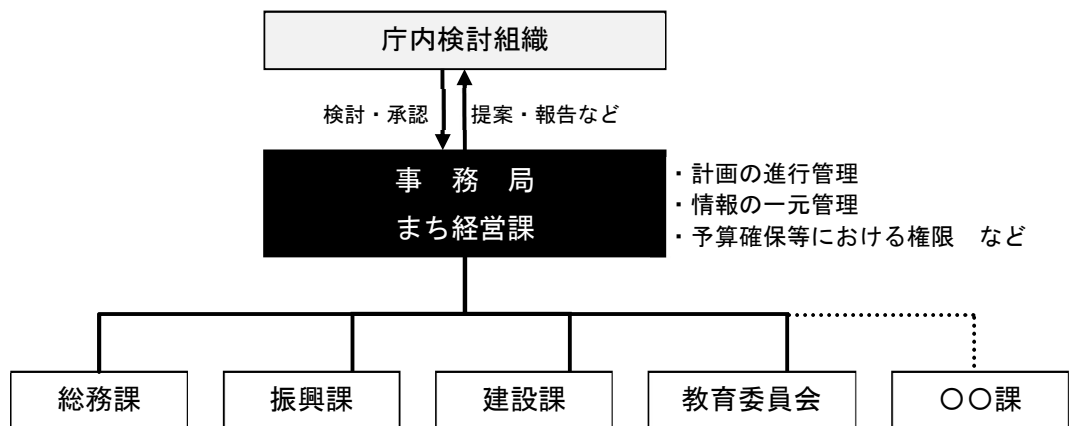 庁内検討組織
検討・承認 提案・報告など
事　務　局
まち経営課
・計画の進行管理
・情報の一元管理
・予算確保等における権限　など
総務課
振興課
建設課
教育委員会
〇〇課